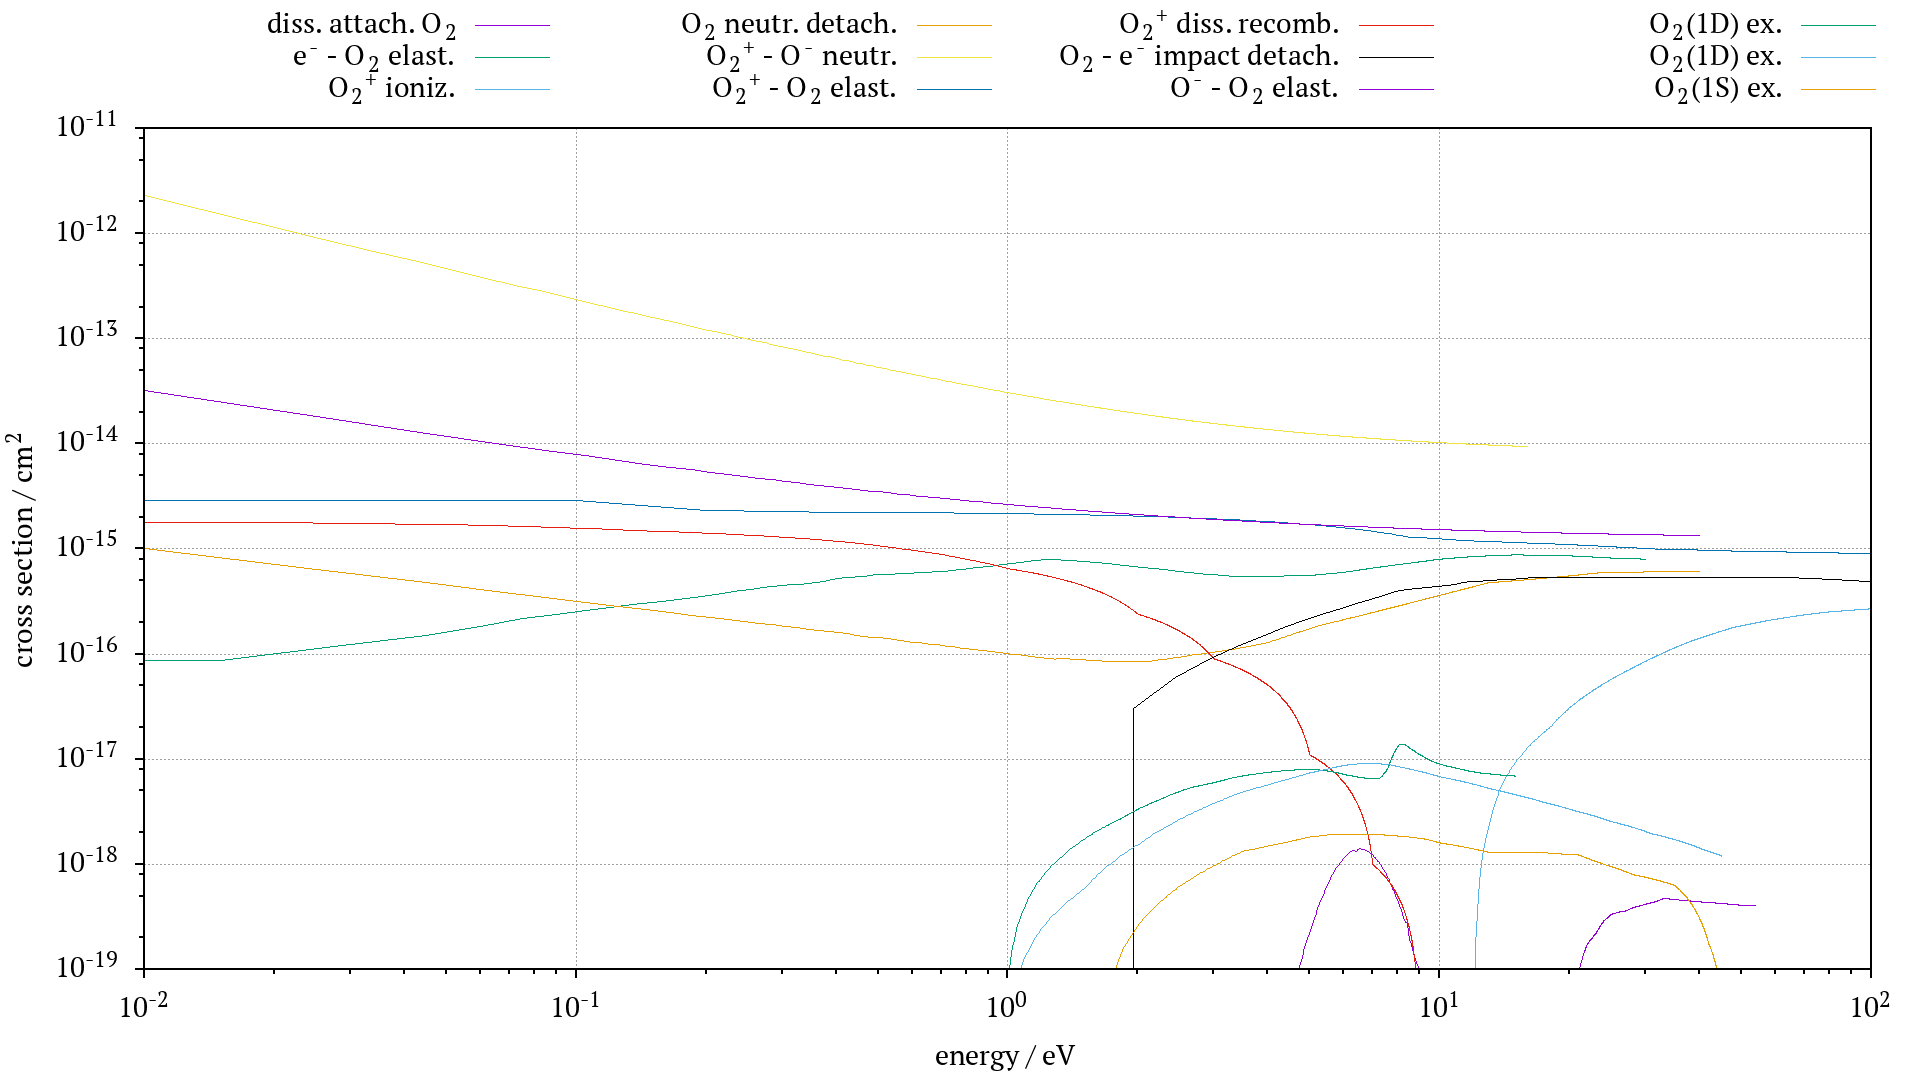 diss. attach. O₂ O₂ neutr. detach. O₂⁺ diss. recomb. O₂(1D) ex.
e⁻ - O₂ elast. O₂⁺ - O⁻ neutr. O₂ - e⁻ impact detach. O₂(1D) ex.
O₂⁺ ioniz. O₂⁺ - O₂ elast. O⁻ - O₂ elast. O₂(1S) ex.
10⁻¹¹
10⁻¹²
10⁻¹³
10⁻¹⁴
10⁻¹⁵
10⁻¹⁶
10⁻¹⁷
10⁻¹⁸
10⁻¹⁹
cross section / cm²
10⁻² 10⁻¹ 10⁰ 10¹ 10²
energy / eV